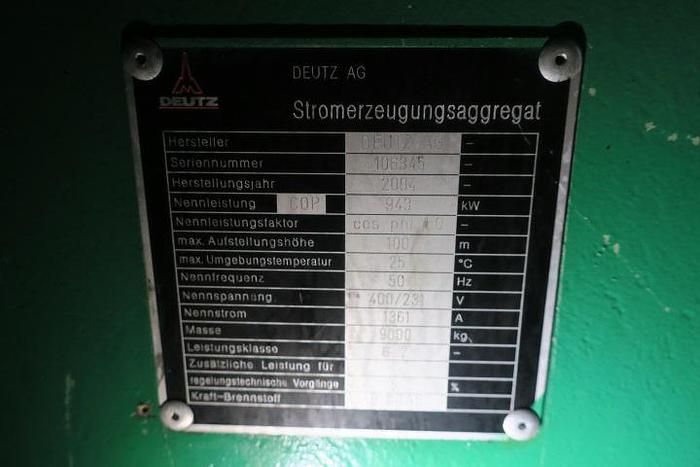 DEUTZ AG
DEUTZ
Stromerzeugungsaggregat
Hersteller DEUTZ AG –
Seriennummer 106345 –
Herstellungsjahr 2004 –
Nennleistung COP 943 kW
Nennleistungsfaktor cos phi –
max. Aufstellungshöhe 100 m
max. Umgebungstemperatur 25 °C
Nennfrequenz 50 Hz
Nennspannung 400/231 V
Nennstrom 1361 A
Masse 9000 kg
Leistungsklasse –
Zusätzliche Leistung für
regelungstechnische Vorgänge %
Kraft-Brennstoff